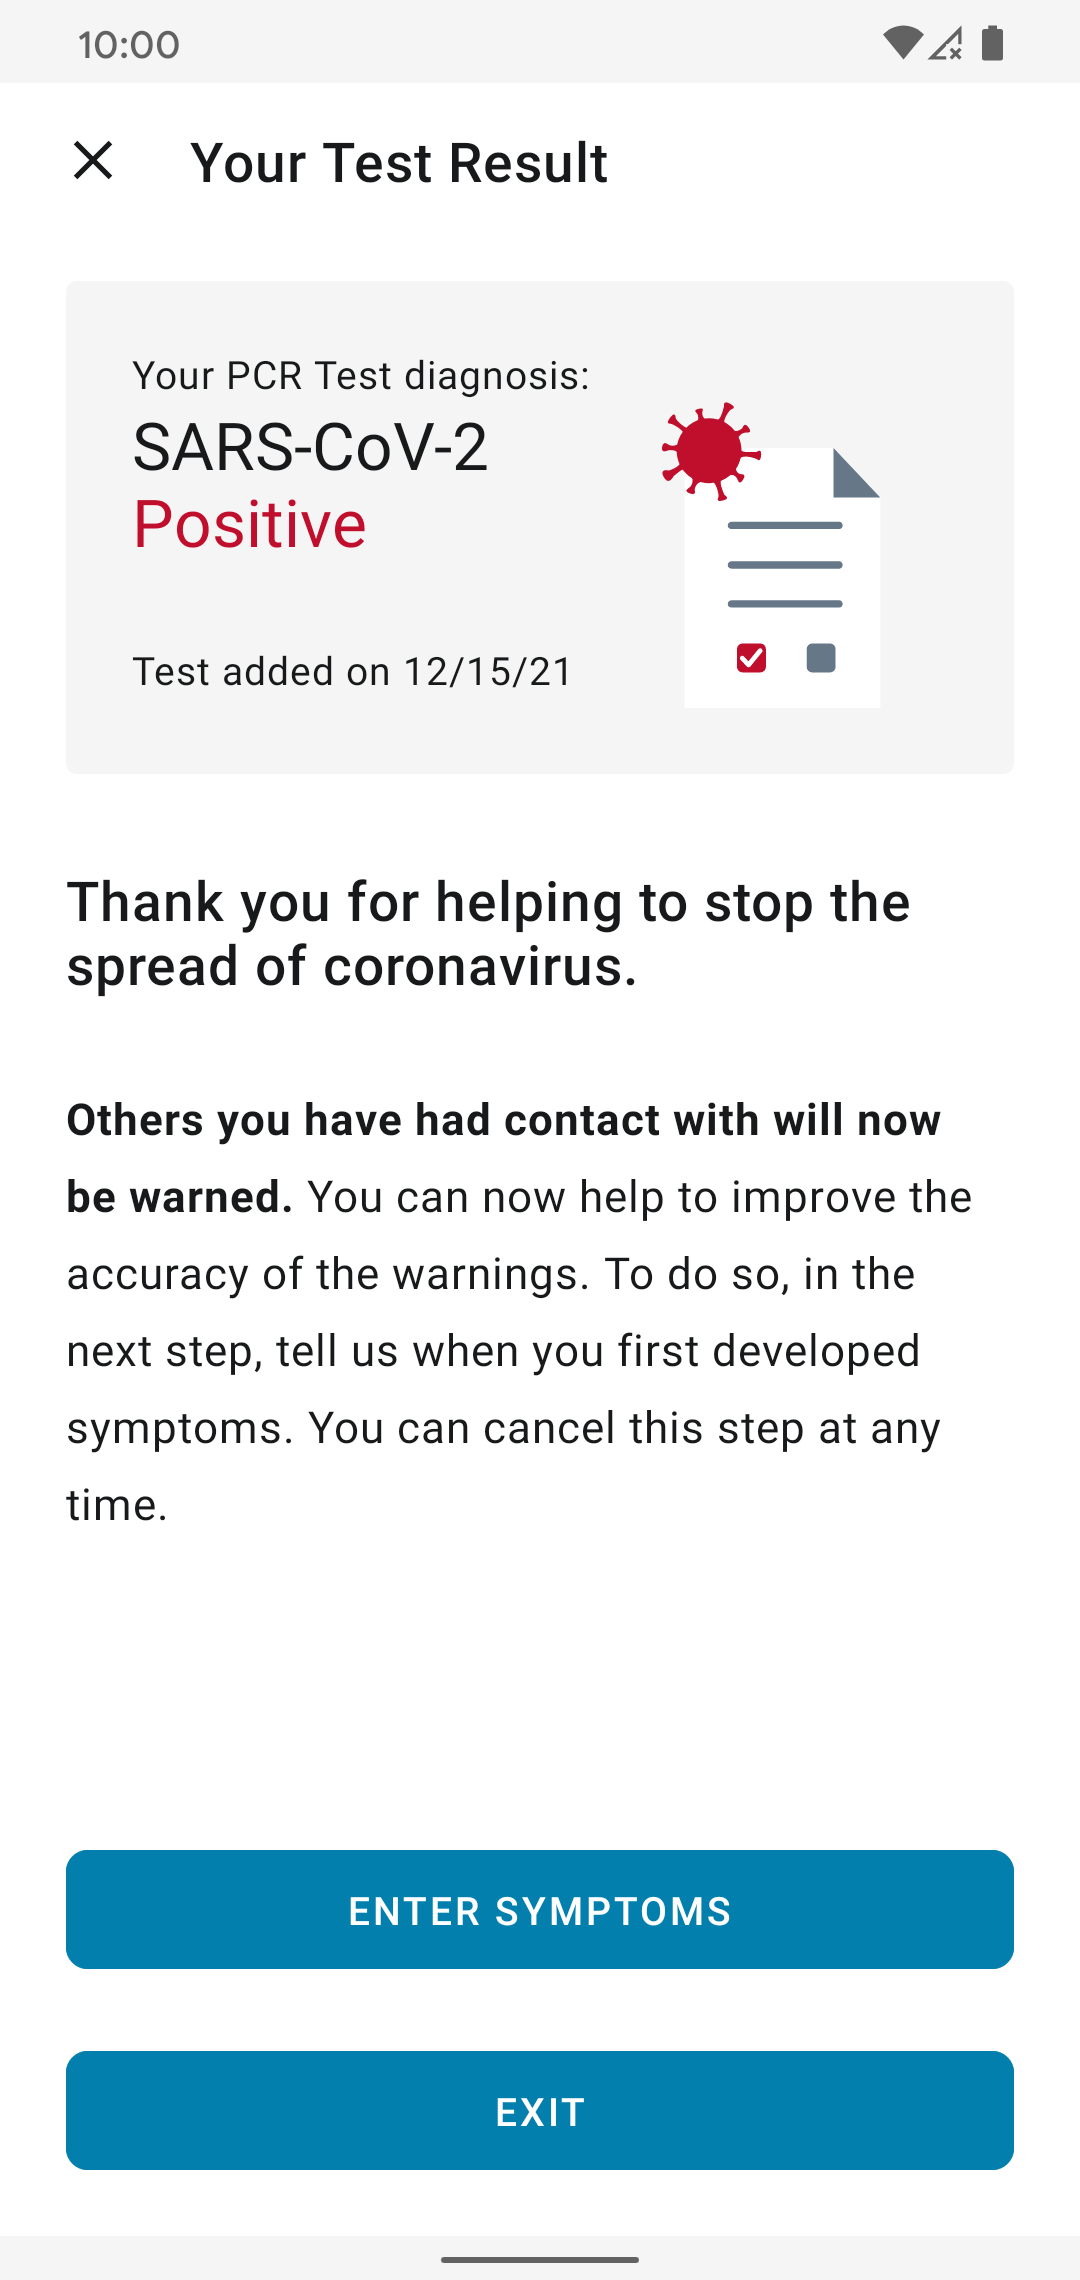 10:00
Your Test Result
Your PCR Test diagnosis:
SARS-CoV-2
Positive
Test added on 12/15/21
Thank you for helping to stop the
spread of coronavirus.
Others you have had contact with will now
be warned. You can now help to improve the
accuracy of the warnings. To do so, in the
next step, tell us when you first developed
symptoms. You can cancel this step at any
time.
ENTER SYMPTOMS
EXIT